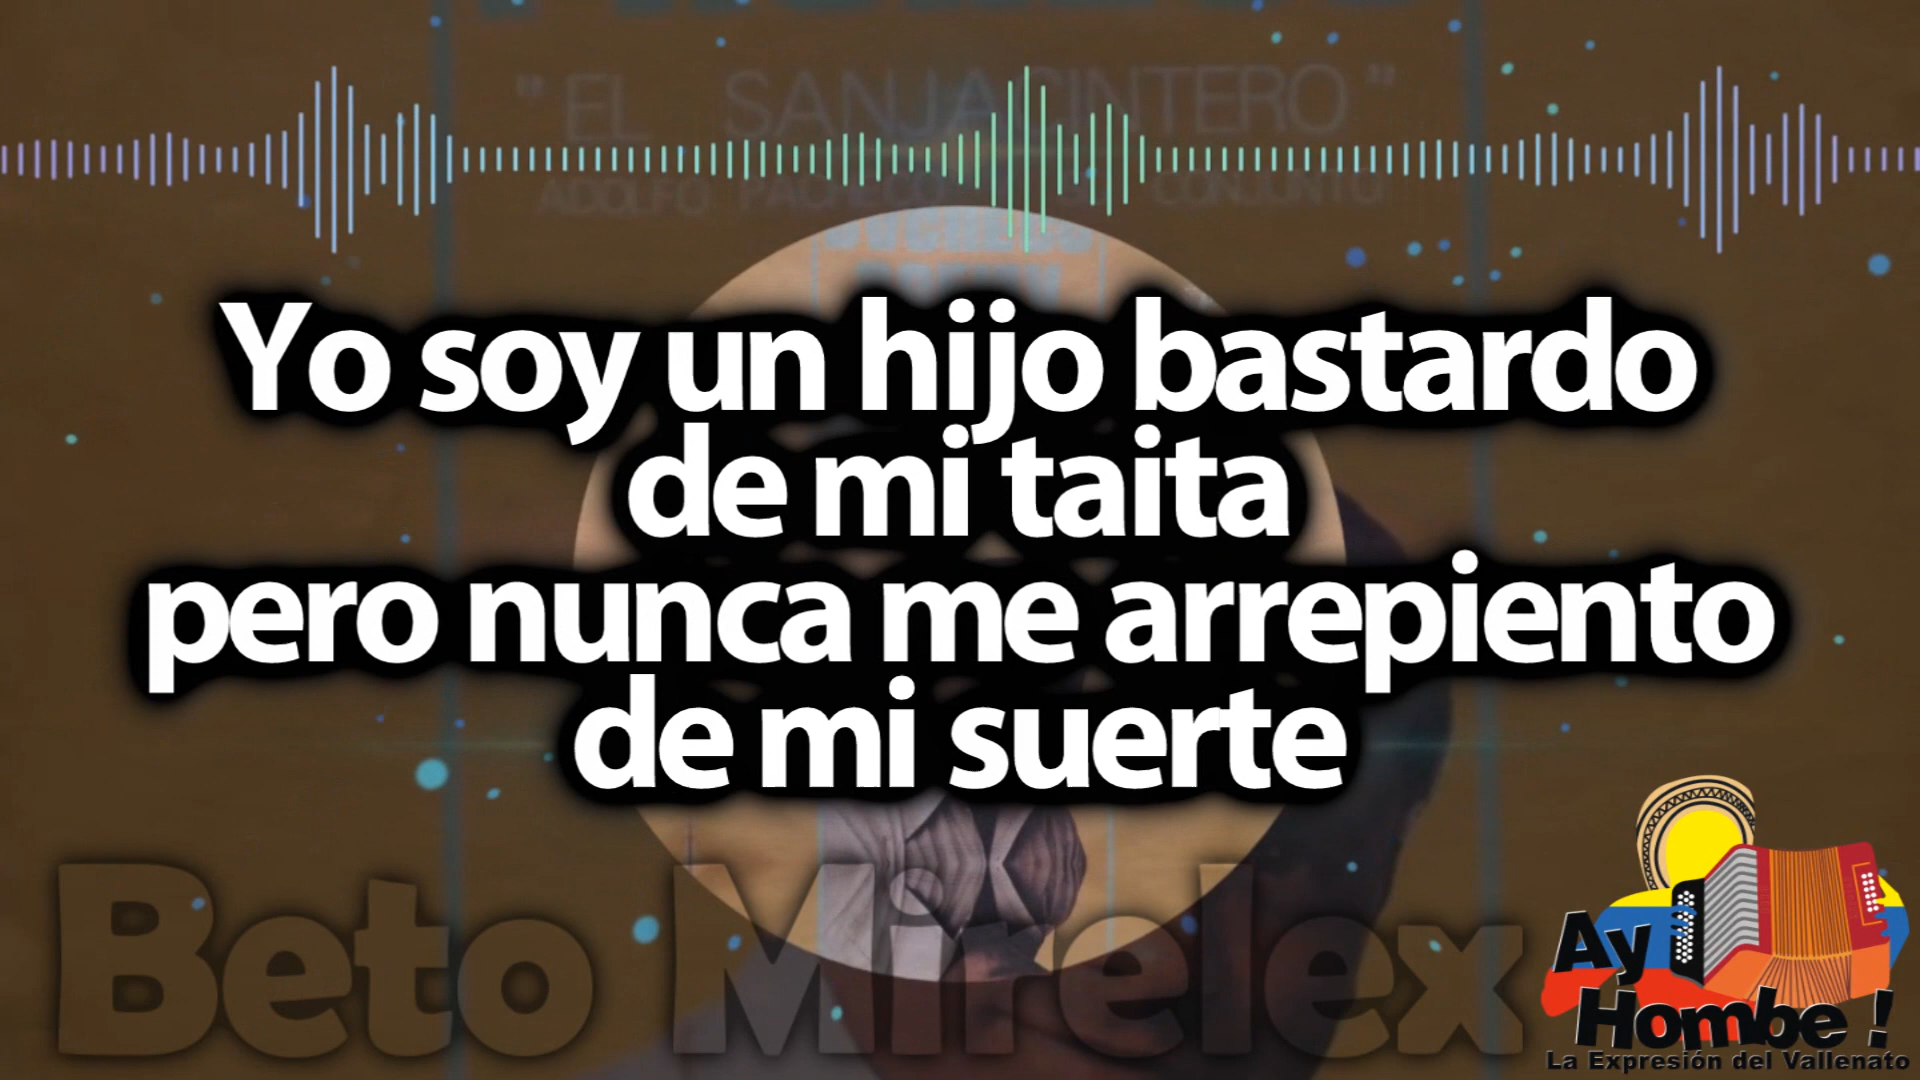 "EL SANJACINTERO"
ADOLFO PACHECO CONJUNTO
Yo soy un hijo bastardo
de mi taita
pero nunca me arrepiento
de mi suerte
Beto Mirelex
Ay
Hombe !
La Expresión del Vallenato